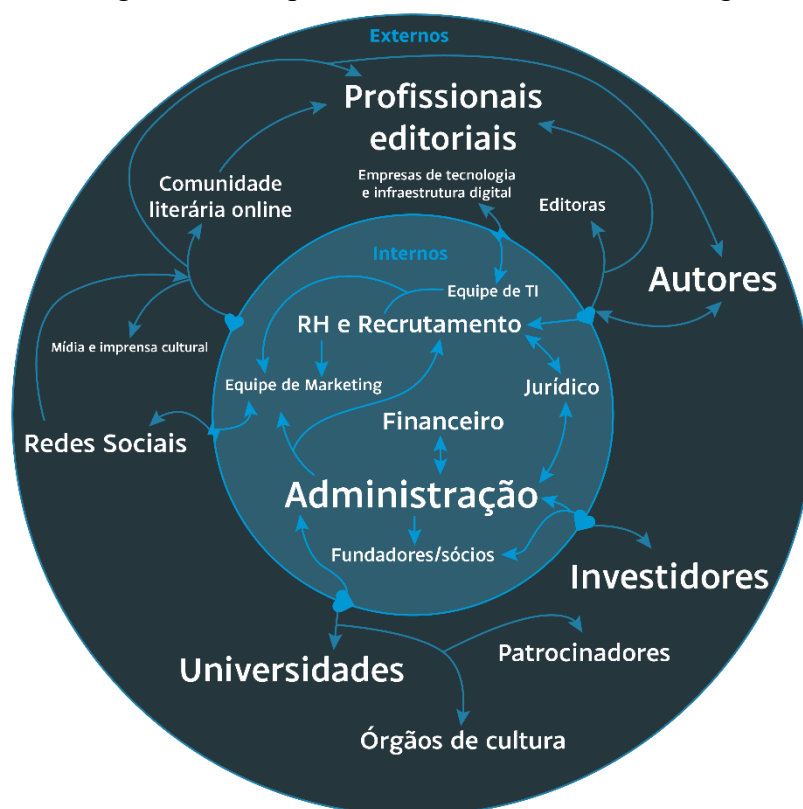 Externos
Profissionais
editoriais
Empresas de tecnologia
e infraestrutura digital
Comunidade
literária online
Editoras
Autores
Internos
Equipe de TI
RH e Recrutamento
Mídia e imprensa cultural
Equipe de Marketing
Jurídico
Financeiro
Redes Sociais
Administração
Fundadores/sócios
Investidores
Universidades
Patrocinadores
Órgãos de cultura